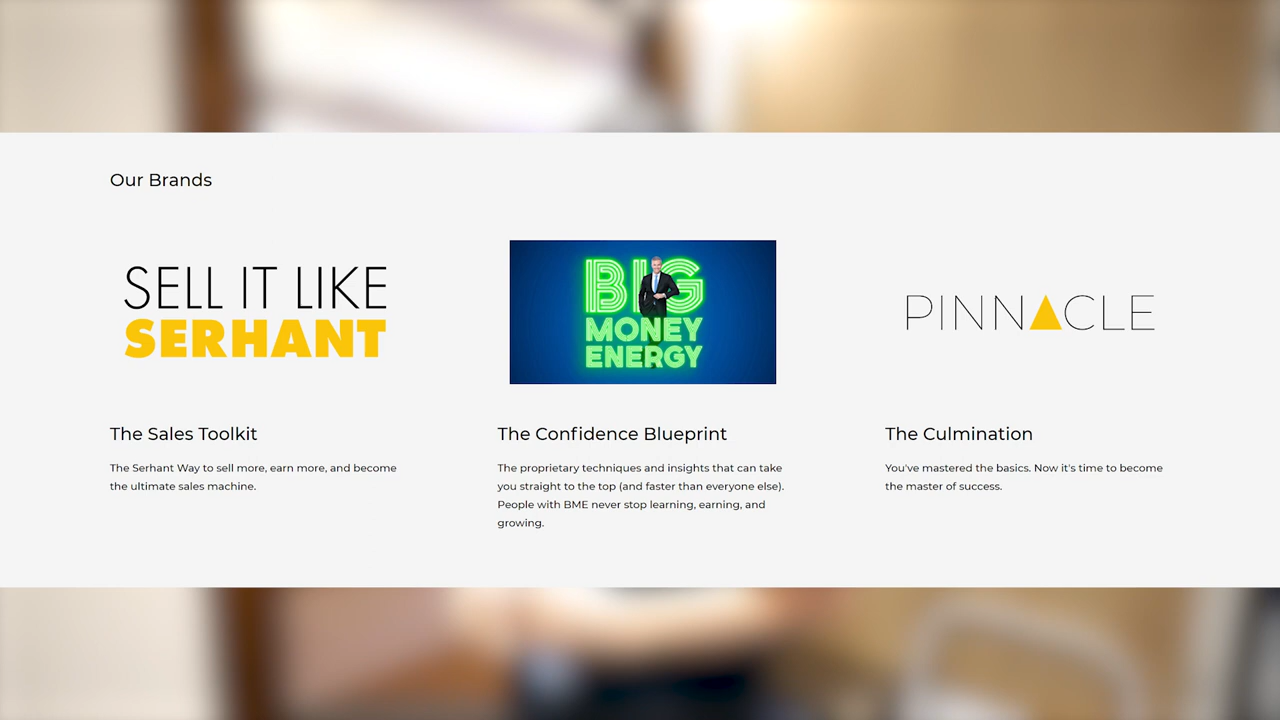 Our Brands
SELL IT LIKE
SERHANT
BIG
MONEY
ENERGY
PINNACLE
The Sales Toolkit
The Serhant Way to sell more, earn more, and become
the ultimate sales machine.
The Confidence Blueprint
The proprietary techniques and insights that can take
you straight to the top (and faster than everyone else).
People with BME never stop learning, earning, and
growing.
The Culmination
You've mastered the basics. Now it's time to become
the master of success.